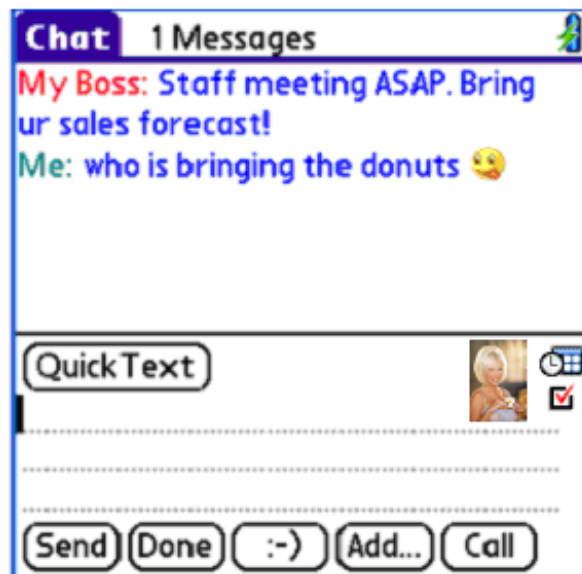 Chat 1 Messages
My Boss: Staff meeting ASAP. Bring
ur sales forecast!
Me: who is bringing the donuts
QuickText
Send Done :-) Add... Call